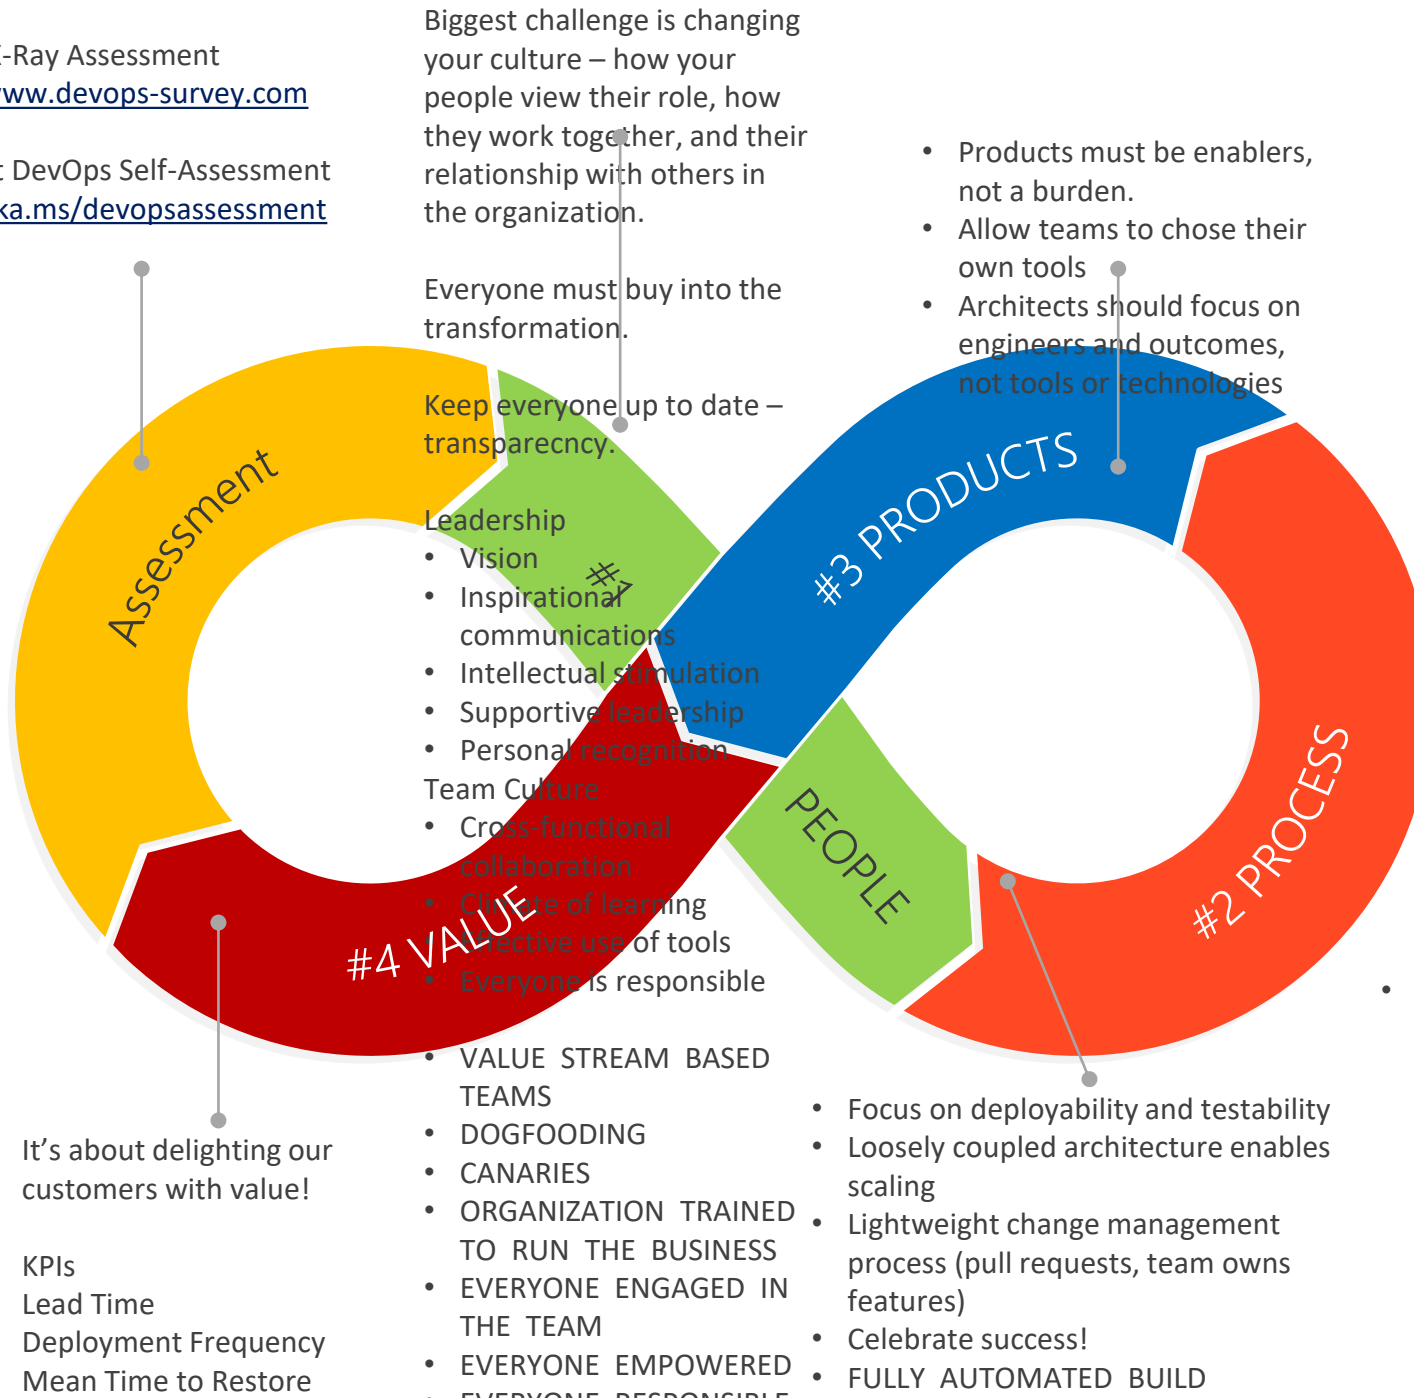 -Ray Assessment
www.devops-survey.com
t DevOps Self-Assessment
ka.ms/devopsassessment
Biggest challenge is changing
your culture – how your
people view their role, how
they work together, and their
relationship with others in
the organization.
Everyone must buy into the
transformation.
Keep everyone up to date –
transparecncy.
Leadership
• Vision
• Inspirational
communications
• Intellectual stimulation
• Supportive leadership
• Personal recognition
Team Culture
• Cross-functional
collaboration
• Climate of learning
• Effective use of tools
• Everyone is responsible
• VALUE STREAM BASED
TEAMS
• DOGFOODING
• CANARIES
• ORGANIZATION TRAINED
TO RUN THE BUSINESS
• EVERYONE ENGAGED IN
THE TEAM
• EVERYONE EMPOWERED
• EVERYONE RESPONSIBLE
• Products must be enablers,
not a burden.
• Allow teams to chose their
own tools
• Architects should focus on
engineers and outcomes,
not tools or technologies
Assessment
#1
PEOPLE
#2 PROCESS
#3 PRODUCTS
#4 VALUE
It’s about delighting our
customers with value!
KPIs
Lead Time
Deployment Frequency
Mean Time to Restore
• Focus on deployability and testability
• Loosely coupled architecture enables
scaling
• Lightweight change management
process (pull requests, team owns
features)
• Celebrate success!
• FULLY AUTOMATED BUILD
•